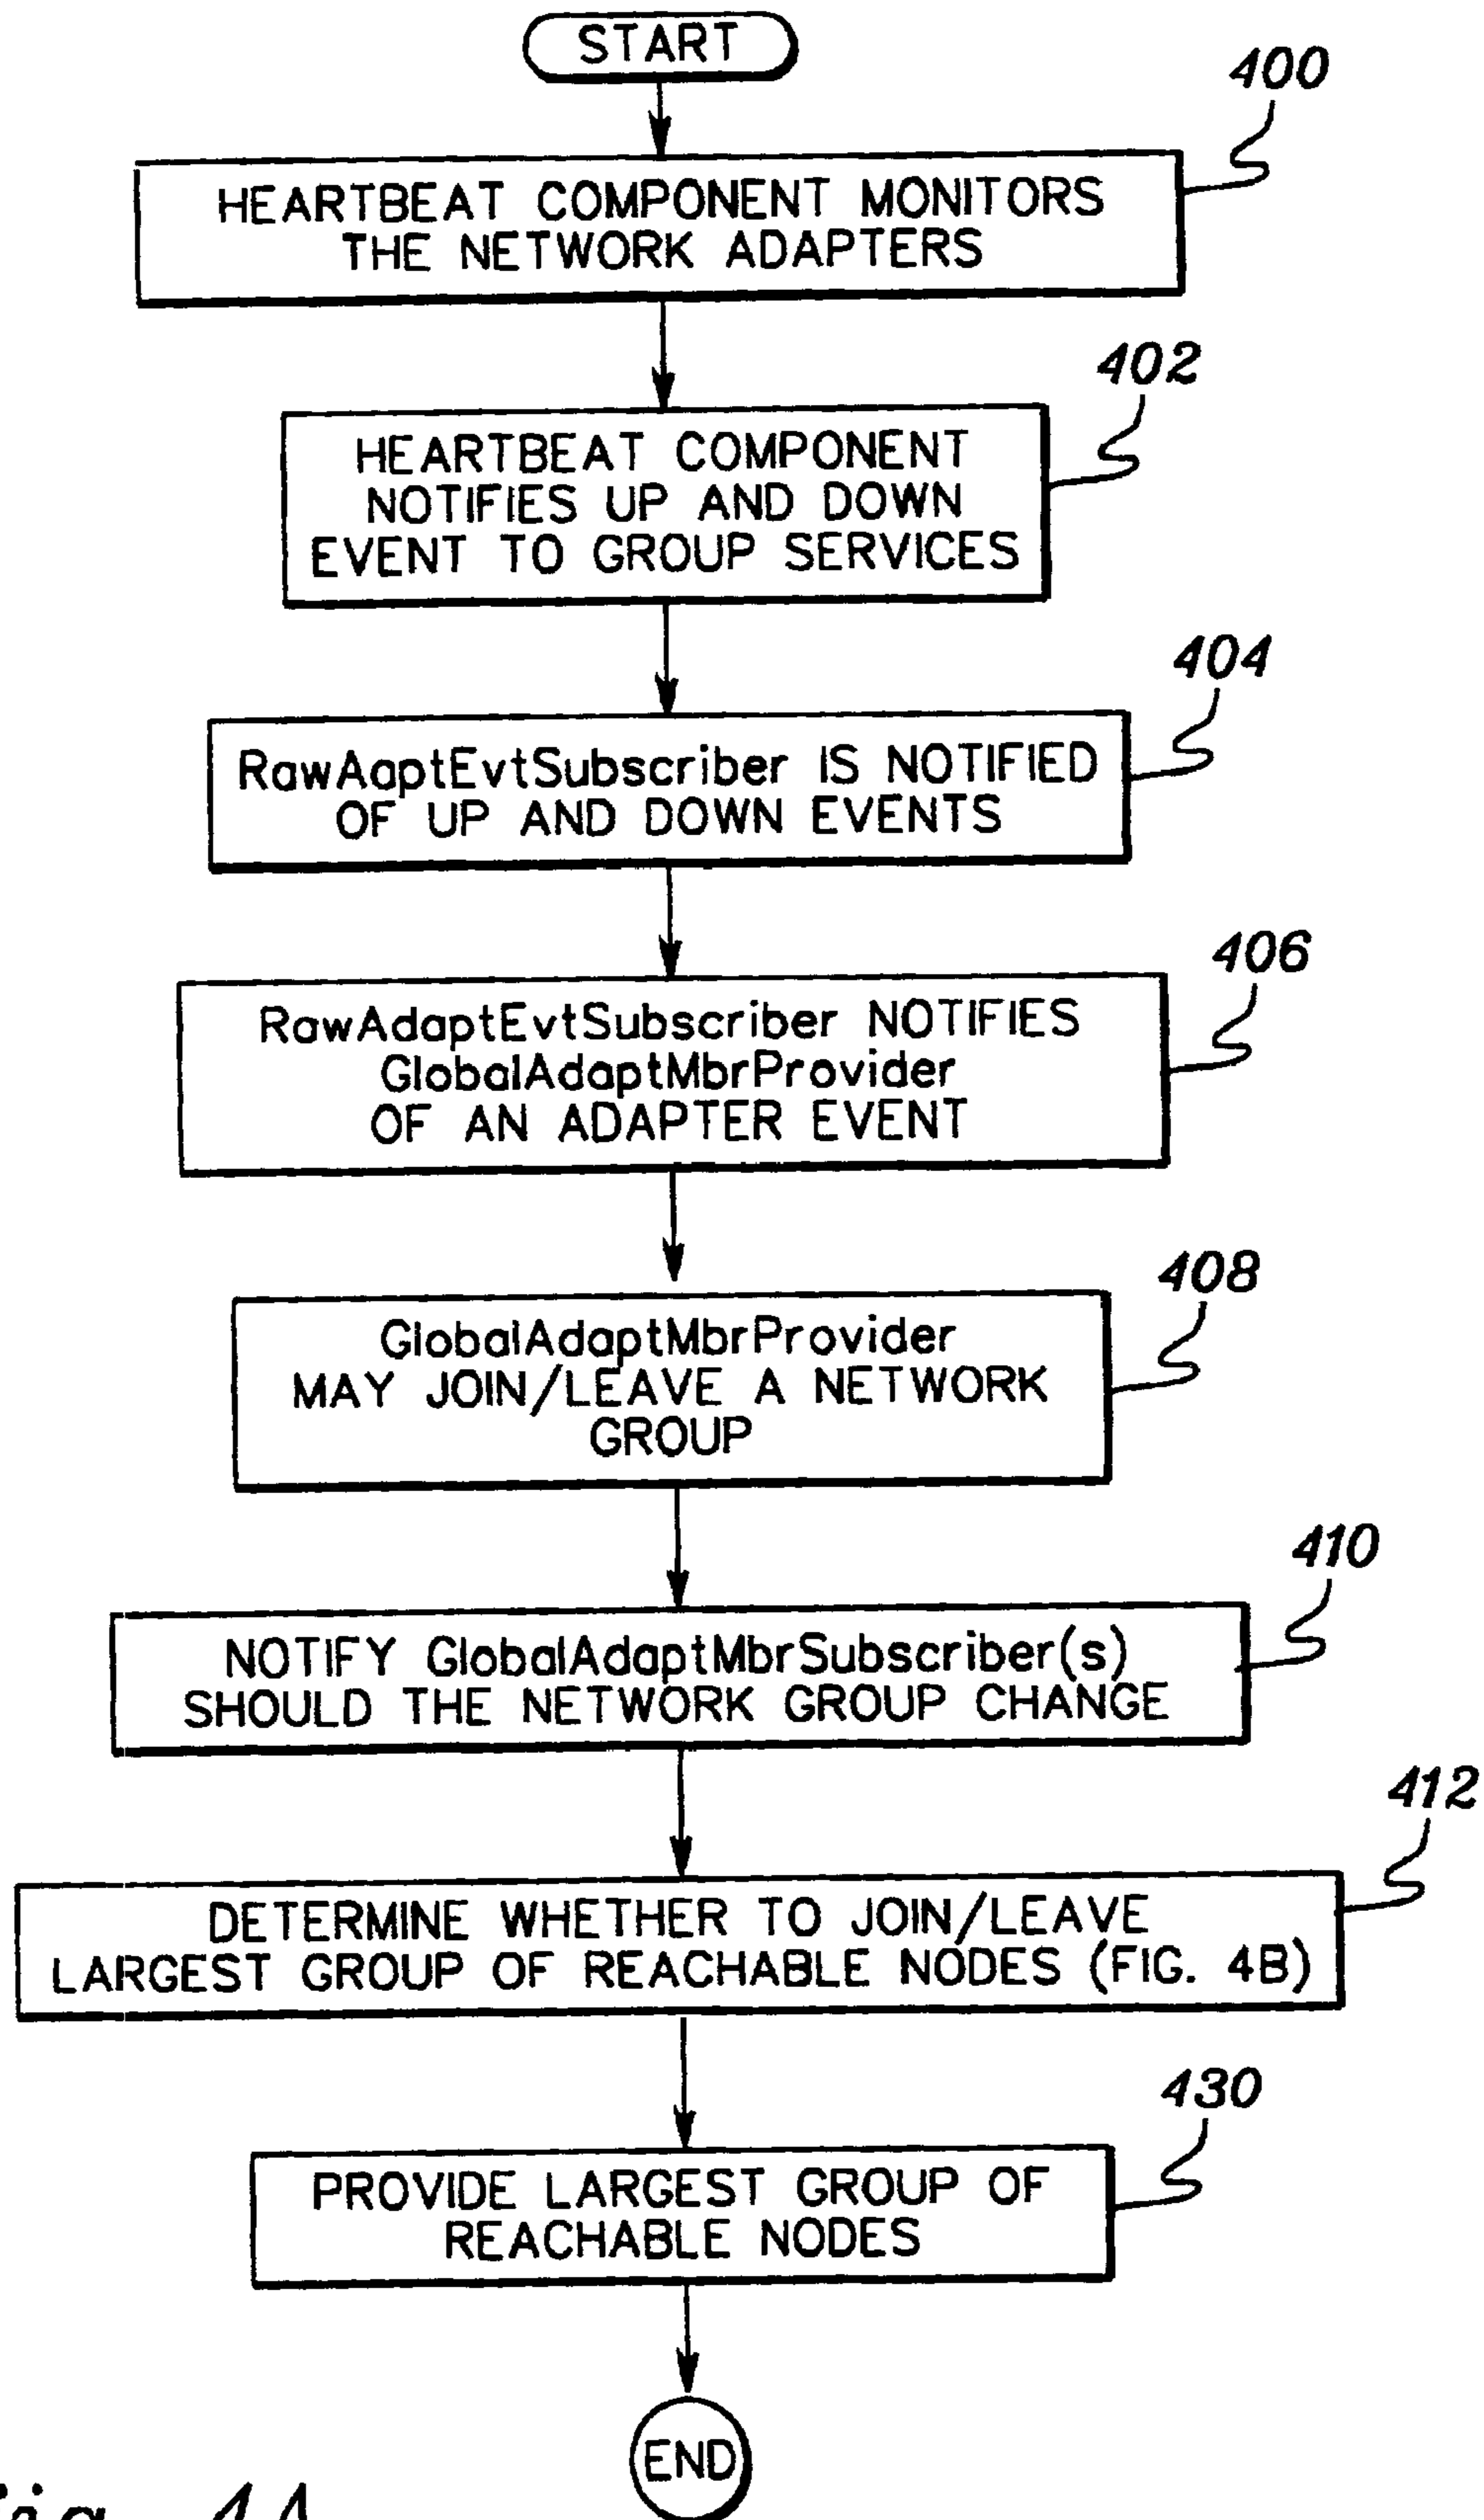 START
400
HEARTBEAT COMPONENT MONITORS
THE NETWORK ADAPTERS
402
HEARTBEAT COMPONENT
NOTIFIES UP AND DOWN
EVENT TO GROUP SERVICES
404
RawAaptEvtSubscriber IS NOTIFIED
OF UP AND DOWN EVENTS
406
RawAdaptEvtSubscriber NOTIFIES
GlobalAdaptMbrProvider
OF AN ADAPTER EVENT
408
GlobalAdaptMbrProvider
MAY JOIN/LEAVE A NETWORK
GROUP
410
NOTIFY GlobalAdaptMbrSubscriber(s)
SHOULD THE NETWORK GROUP CHANGE
412
DETERMINE WHETHER TO JOIN/LEAVE
LARGEST GROUP OF REACHABLE NODES (FIG. 4B)
430
PROVIDE LARGEST GROUP OF
REACHABLE NODES
END